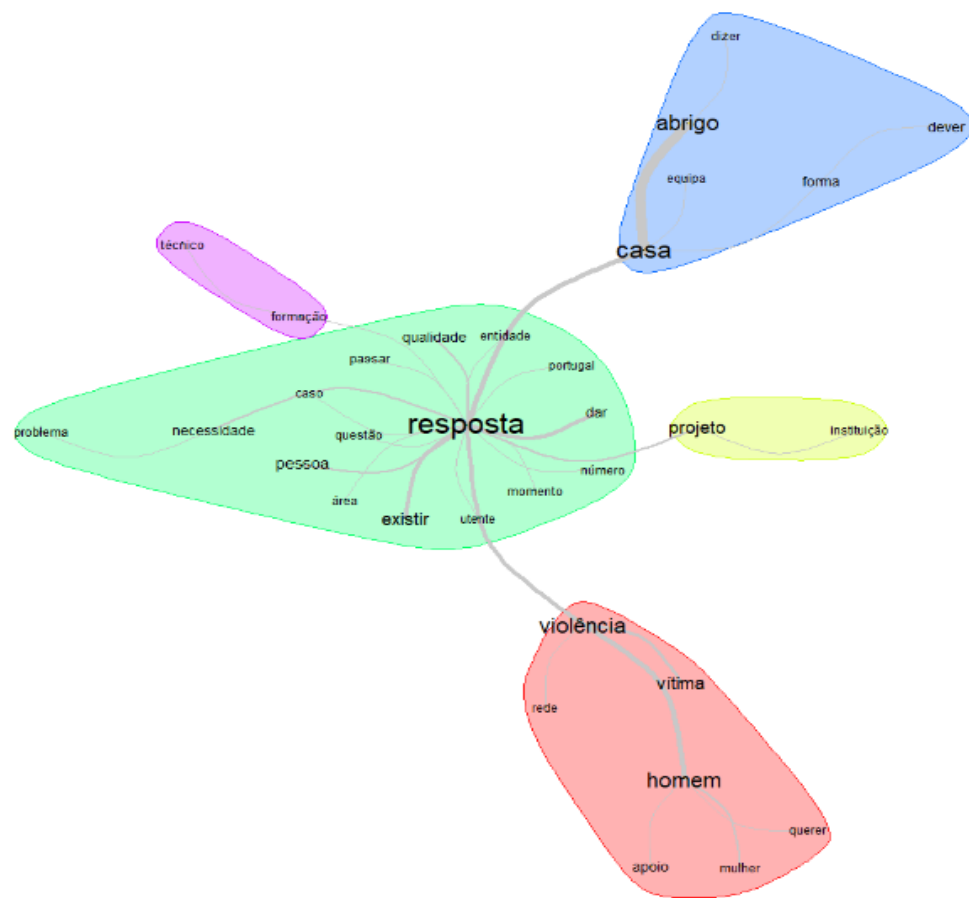 dizer
abrigo
dever
equipa
forma
técnico
casa
formação
qualidade
entidade
passar
portugal
caso
dar
resposta
problema
necessidade
questão
projeto
instituição
pessoa
número
momento
área
existir
utente
violência
vítima
rede
homem
querer
apoio
mulher